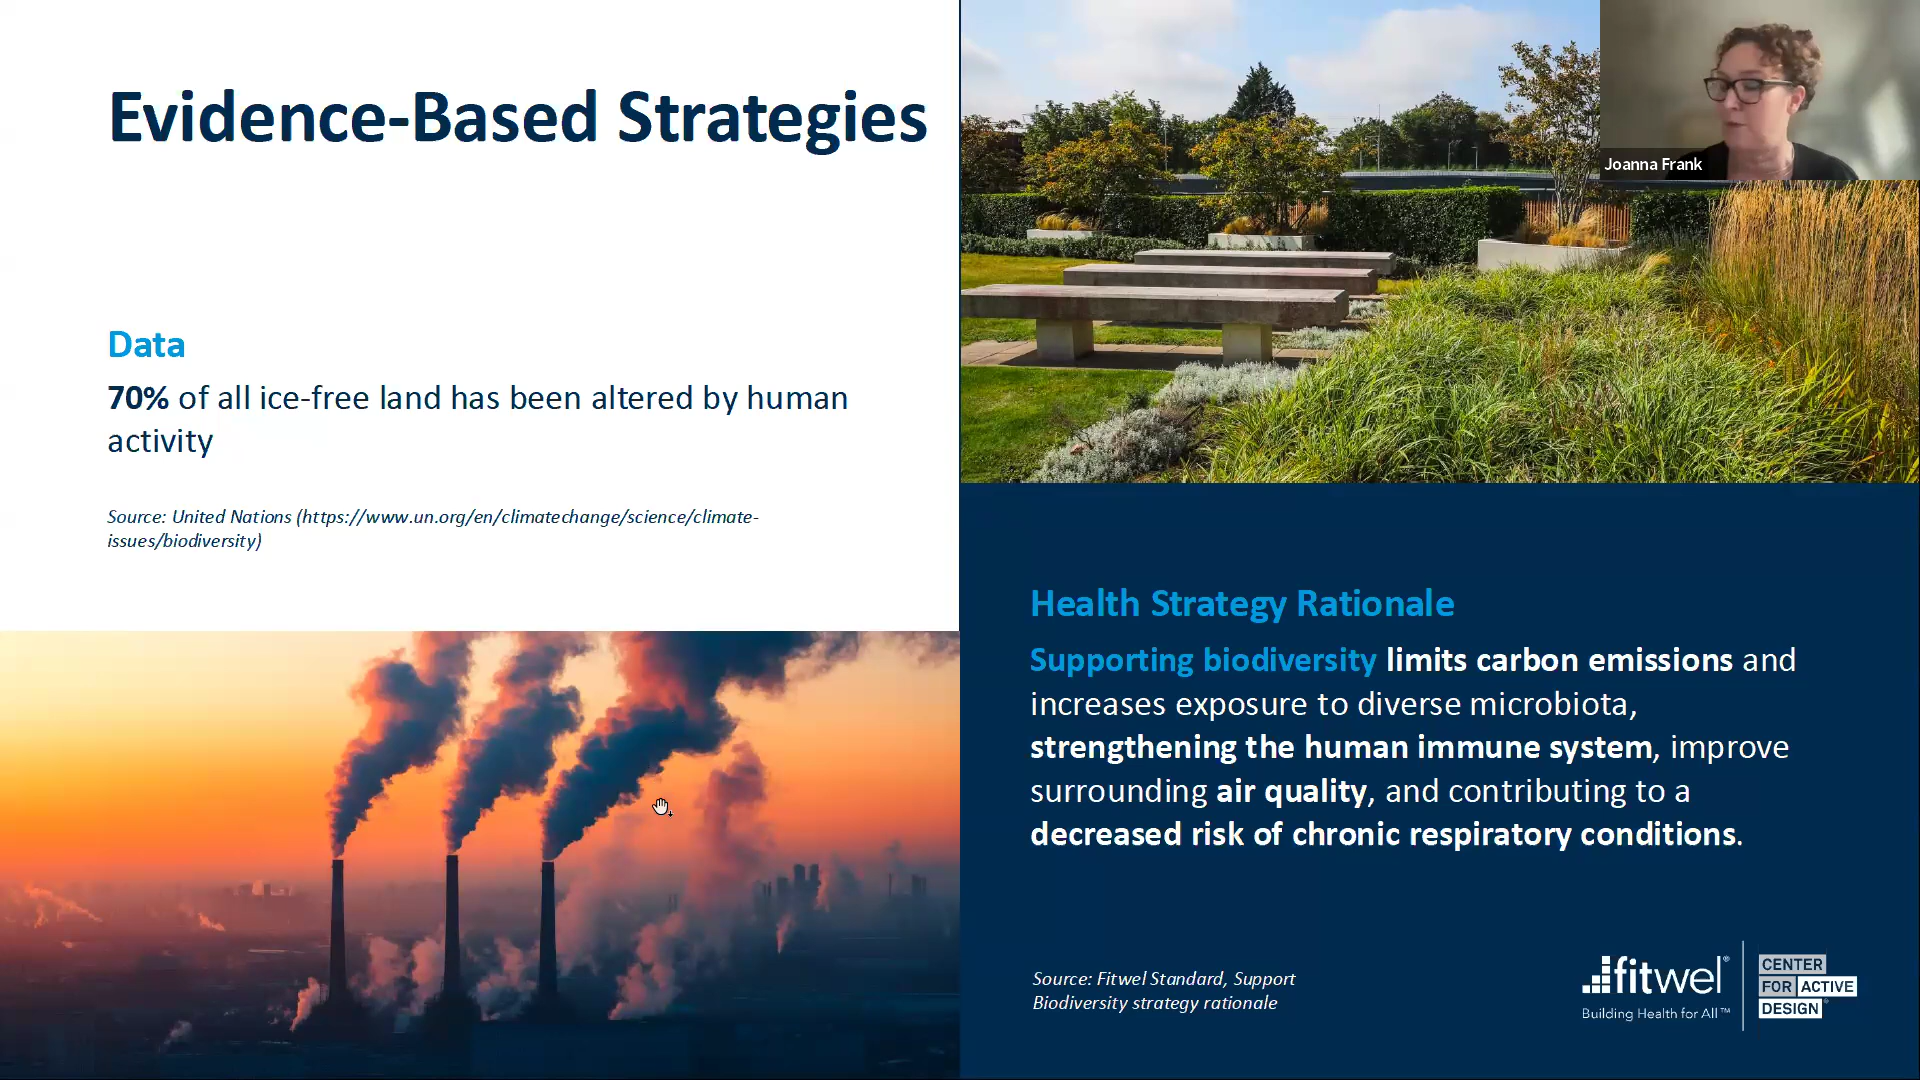 Evidence-Based Strategies
Joanna Frank
Data
70% of all ice-free land has been altered by human
activity
Source: United Nations (https://www.un.org/en/climatechange/science/climate-
issues/biodiversity)
Health Strategy Rationale
Supporting biodiversity limits carbon emissions and
increases exposure to diverse microbiota,
strengthening the human immune system, improve
surrounding air quality, and contributing to a
decreased risk of chronic respiratory conditions.
Source: Fitwel Standard, Support
Biodiversity strategy rationale
fitwel®
Building Health for All™
CENTER
FOR ACTIVE
DESIGN®